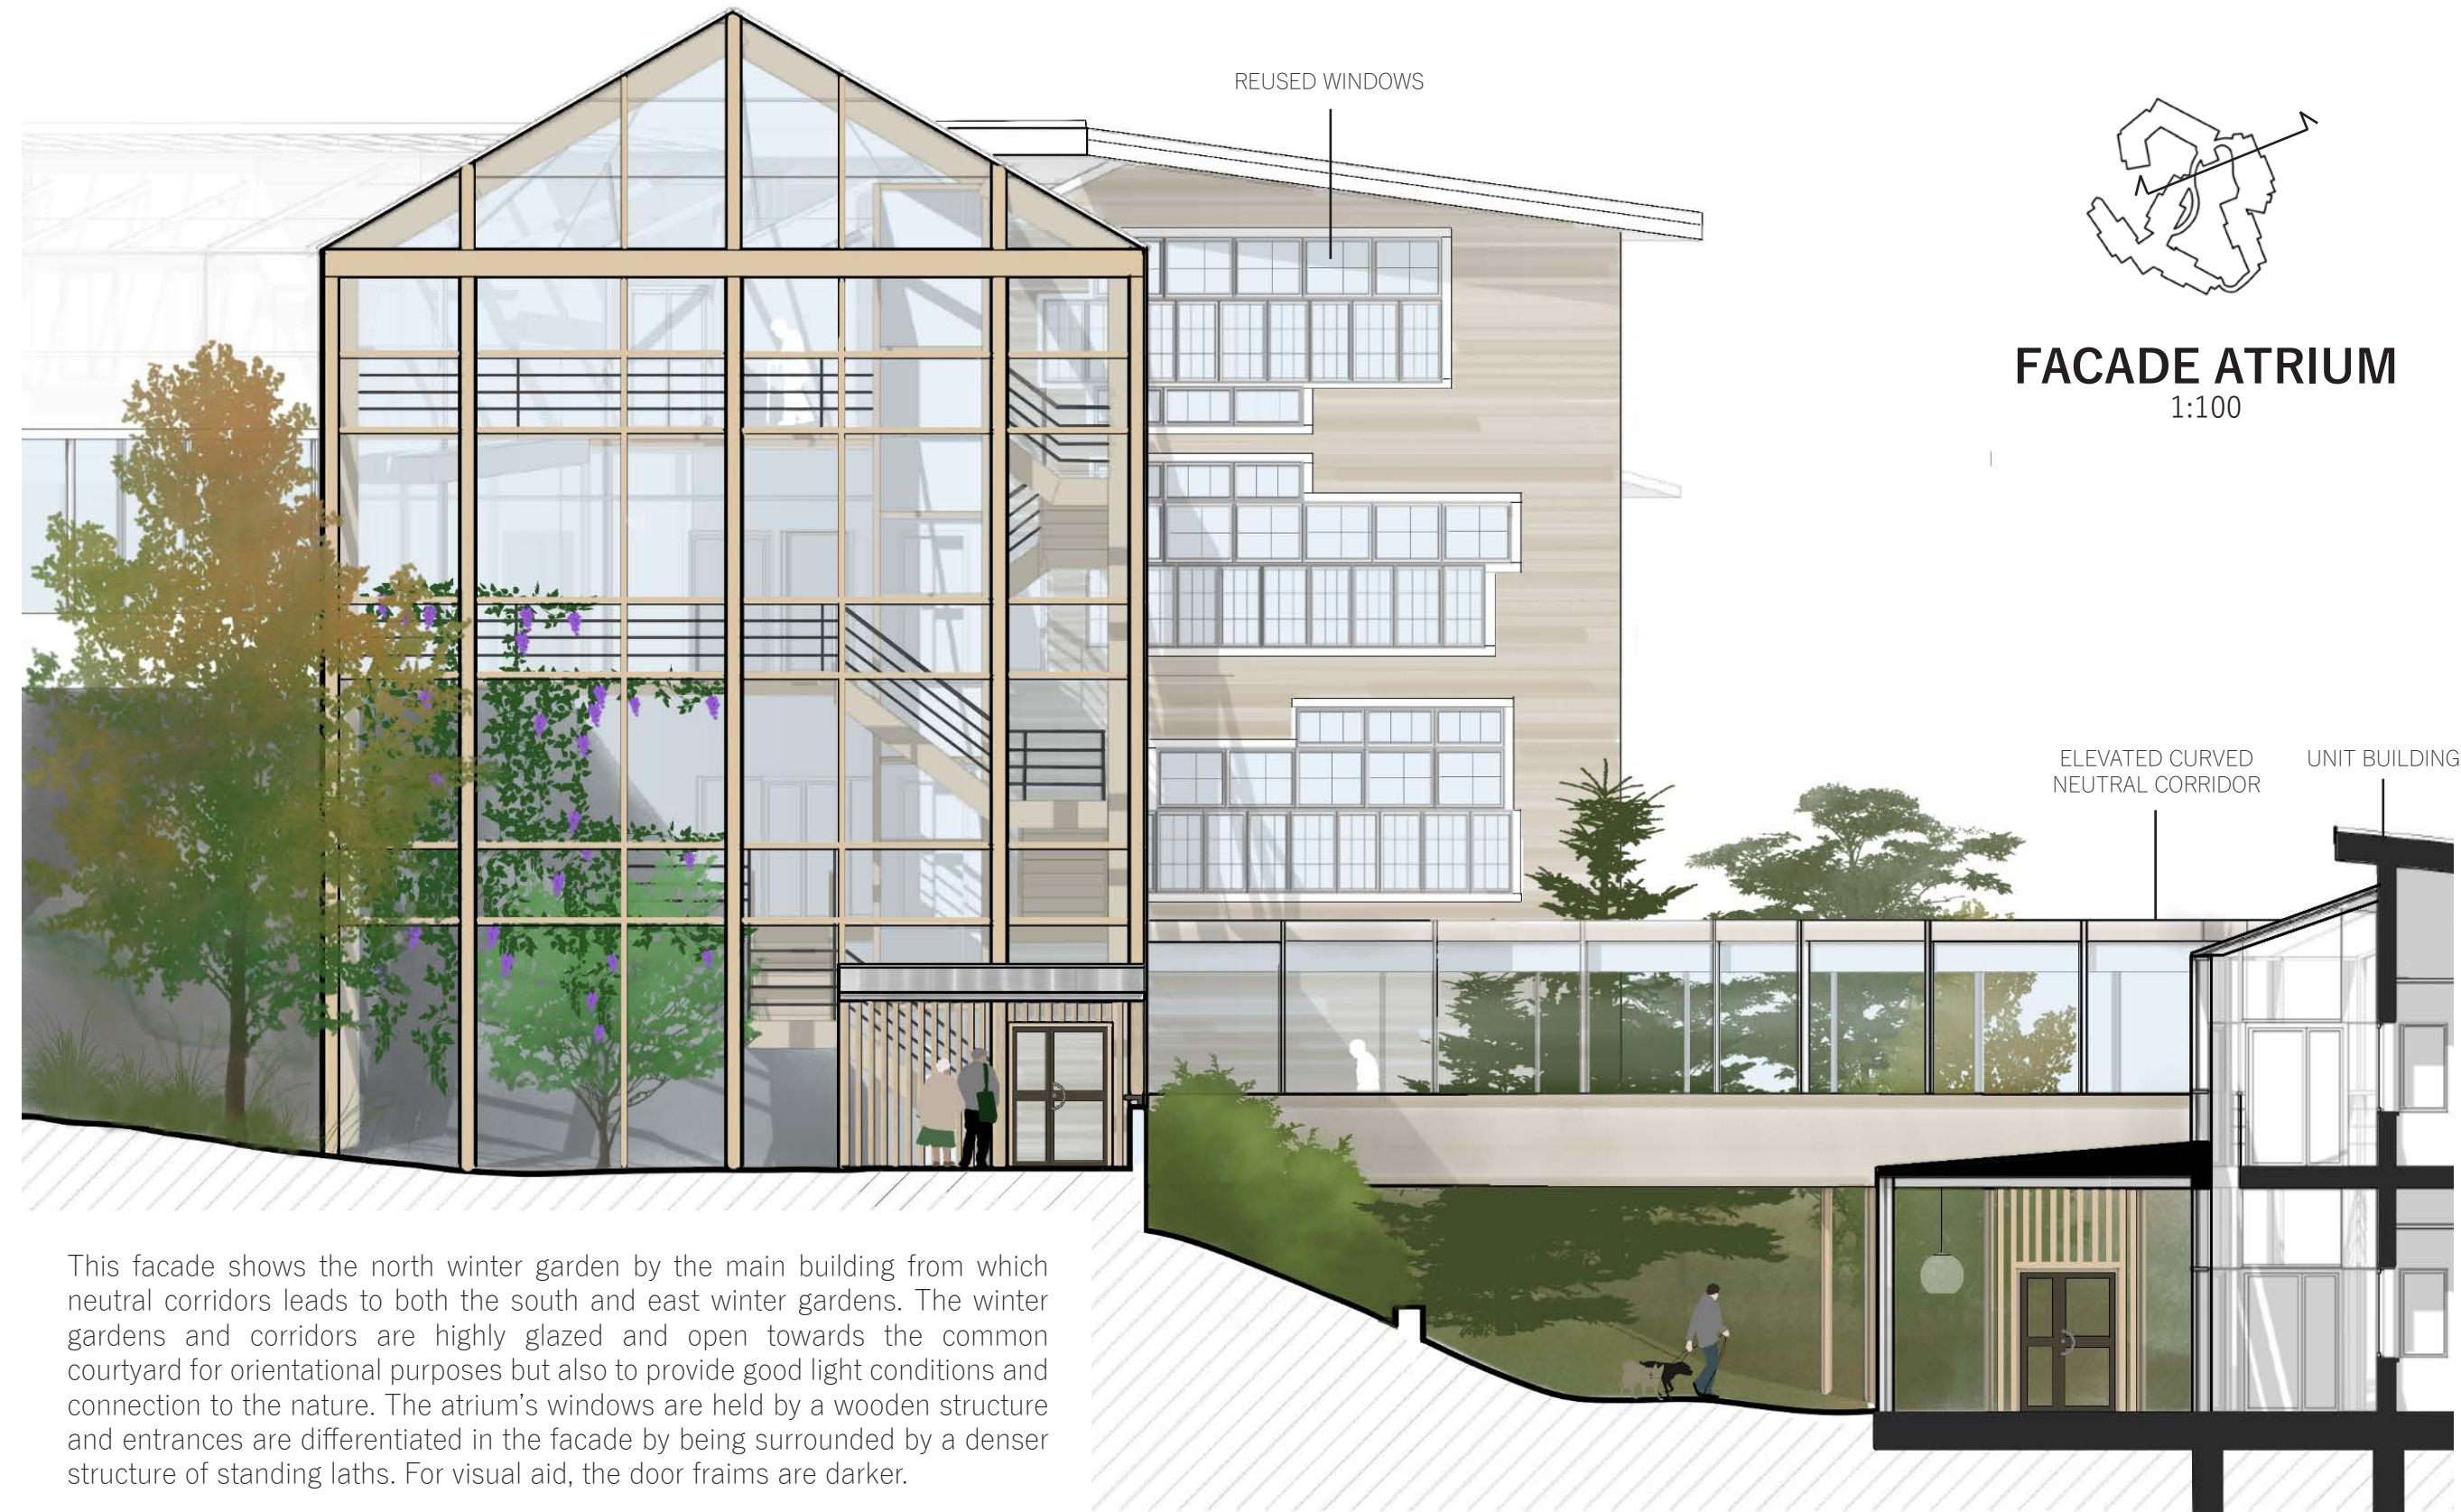 REUSED WINDOWS
FACADE ATRIUM
1:100
ELEVATED CURVED
NEUTRAL CORRIDOR
UNIT BUILDING
This facade shows the north winter garden by the main building from which
neutral corridors leads to both the south and east winter gardens. The winter
gardens and corridors are highly glazed and open towards the common
courtyard for orientational purposes but also to provide good light conditions and
connection to the nature. The atrium's windows are held by a wooden structure
and entrances are differentiated in the facade by being surrounded by a denser
structure of standing laths. For visual aid, the door fraims are darker.